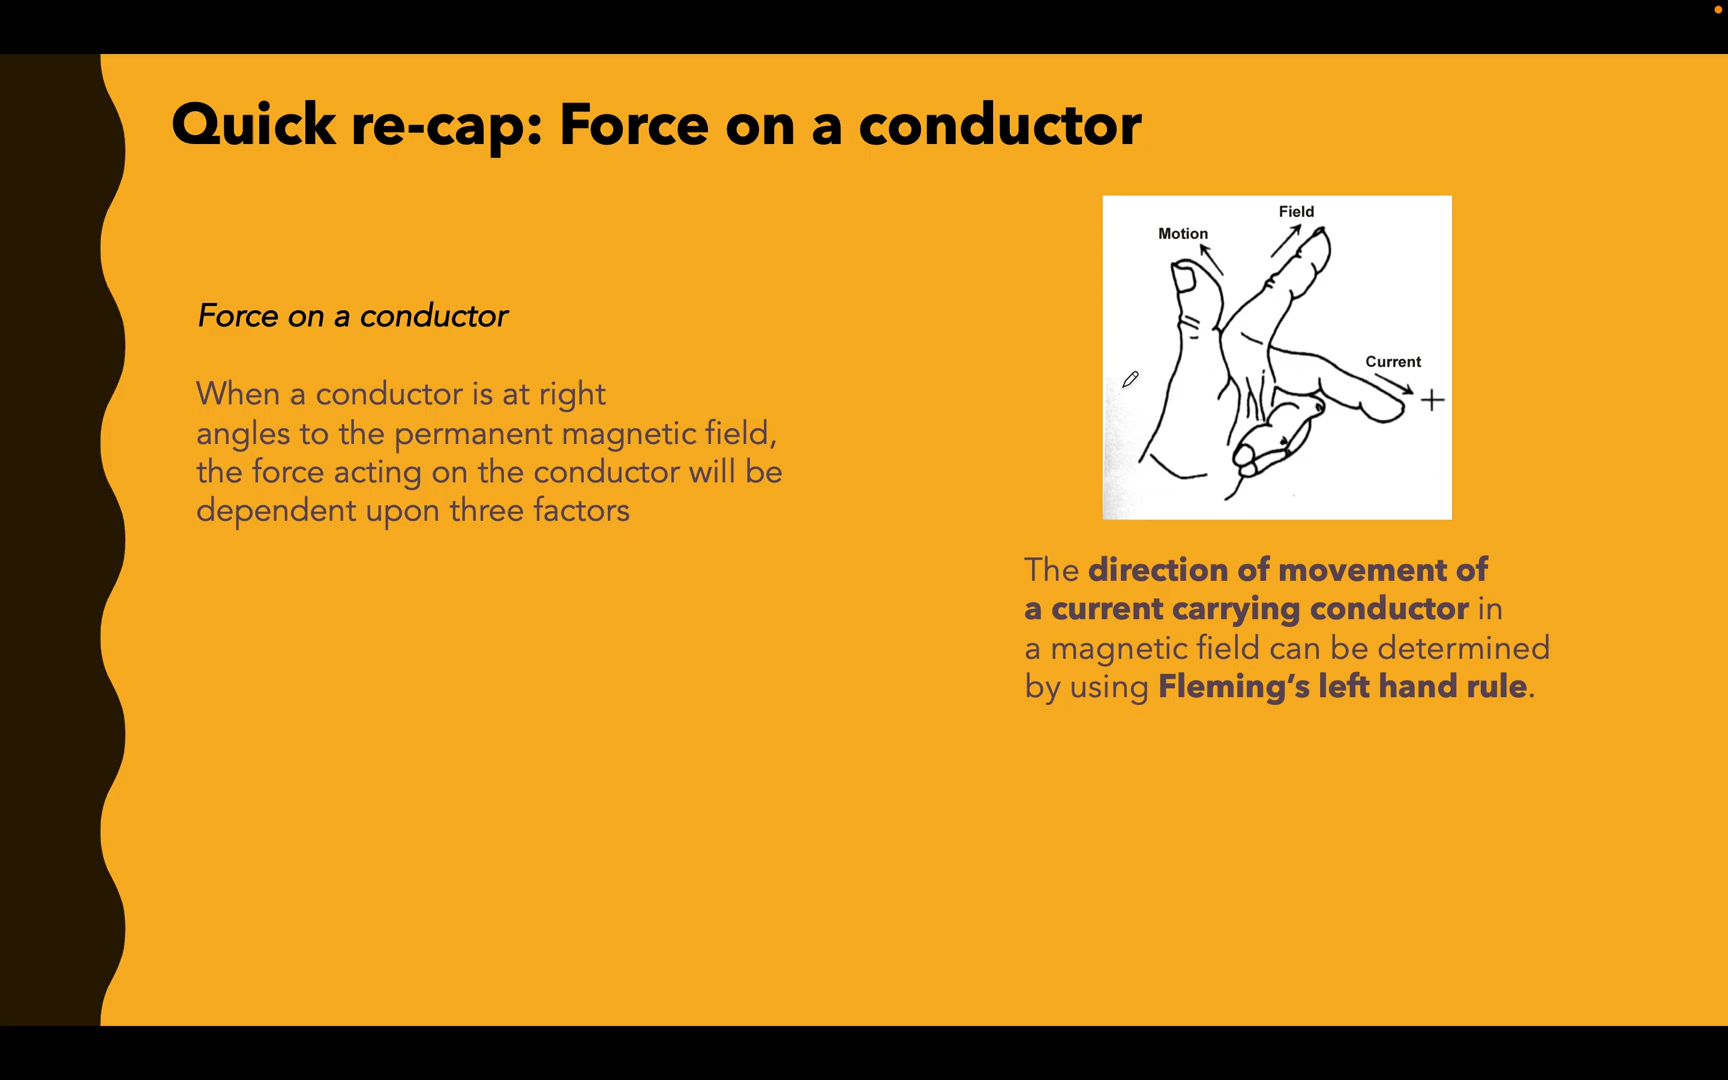 Quick re-cap: Force on a conductor
Force on a conductor
When a conductor is at right
angles to the permanent magnetic field,
the force acting on the conductor will be
dependent upon three factors
Field
Motion
Current
+
The direction of movement of
a current carrying conductor in
a magnetic field can be determined
by using Fleming’s left hand rule.